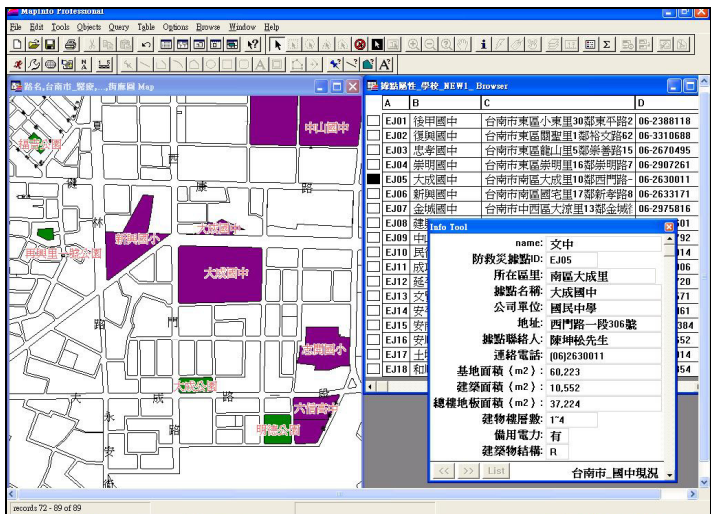 MapInfo Professional
File Edit Tools Objects Query Table Options Browse Window Help
路名,台南市_醫療,...,街廓圖 Map
中山國中
夏
西
健
康
路
林
新興國小
大成國中
大成國中
路
門
志開國小
大成公園
大
成
路
一
段
六信高中
明德公園
永
安
路
街
據點屬性_學校_NEW1_ Browser
A B C D
EJ01 後甲國中 台南市東區小東里30鄰東平路2 06-2388118
EJ02 復興國中 台南市東區關聖里1鄰裕文路62 06-3310688
EJ03 忠孝國中 台南市東區龍山里5鄰崇善路15 06-2670495
EJ04 崇明國中 台南市東區崇明里16鄰崇明路7 06-2907261
EJ05 大成國中 台南市南區大成里10鄰西門路- 06-2630011
EJ06 新興國中 台南市南區國宅里17鄰新孝路8 06-2633171
EJ07 金城國中 台南市中西區大涼里13鄰金城 06-2975816
EJ08
EJ09
EJ10
EJ11
EJ12
EJ13
EJ14
EJ15
EJ16
EJ17
EJ18
Info Tool
name: 文中
防救災據點ID: EJ05
所在區里: 南區大成里
據點名稱: 大成國中
公司單位: 國民中學
地址: 西門路一段306號
據點聯絡人: 陳坤松先生
連絡電話: (06)2630011
基地面積(m2): 60,223
建築面積(m2): 10,552
總樓地板面積(m2): 37,224
建物樓層數: 1~4
備用電力: 有
建築物結構: R
<< >> List 台南市_國中現況
records 72 - 89 of 89